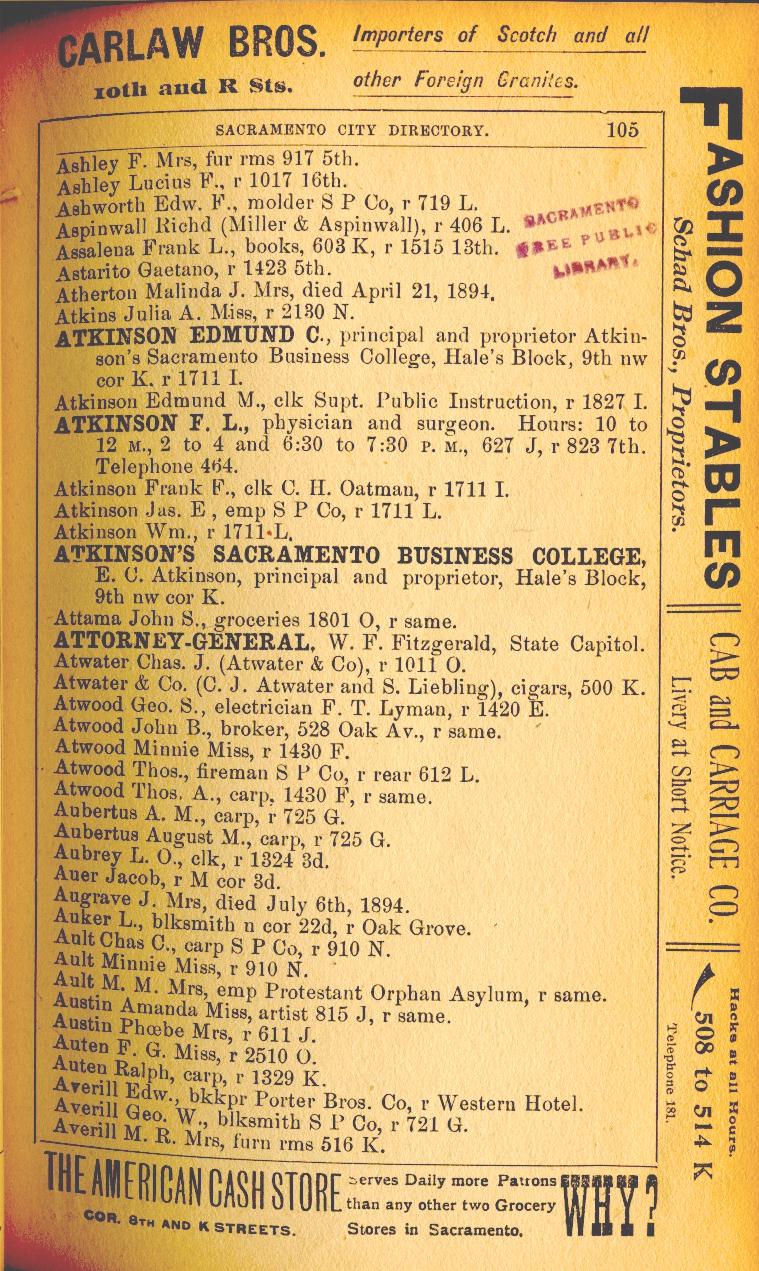 CARLAW BROS.
10th and R Sts.
Importers of Scotch and all
other Foreign Granites.
SACRAMENTO CITY DIRECTORY. 105
Ashley F. Mrs, fur rms 917 5th.
Ashley Lucius F., r 1017 16th.
Ashworth Edw. F., molder S P Co, r 719 L.
Aspinwall Richd (Miller & Aspinwall), r 406 L.
Assalena Frank L., books, 603 K, r 1515 13th.
Astarito Gaetano, r 1423 5th.
Atherton Malinda J. Mrs, died April 21, 1894.
Atkins Julia A. Miss, r 2130 N.
ATKINSON EDMUND C., principal and proprietor Atkin-
son's Sacramento Business College, Hale's Block, 9th nw
cor K. r 1711 I.
Atkinson Edmund M., clk Supt. Public Instruction, r 1827 I.
ATKINSON F. L., physician and surgeon. Hours: 10 to
12 M., 2 to 4 and 6:30 to 7:30 P. M., 627 J, r 823 7th.
Telephone 464.
Atkinson Frank F., clk C. H. Oatman, r 1711 I.
Atkinson Jas. E , emp S P Co, r 1711 L.
Atkinson Wm., r 1711 L.
ATKINSON'S SACRAMENTO BUSINESS COLLEGE,
E. C. Atkinson, principal and proprietor, Hale's Block,
9th nw cor K.
Attama John S., groceries 1801 O, r same.
ATTORNEY-GENERAL, W. F. Fitzgerald, State Capitol.
Atwater Chas. J. (Atwater & Co), r 1011 O.
Atwater & Co. (C. J. Atwater and S. Liebling), cigars, 500 K.
Atwood Geo. S., electrician F. T. Lyman, r 1420 E.
Atwood John B., broker, 528 Oak Av., r same.
Atwood Minnie Miss, r 1430 F.
Atwood Thos., fireman S P Co, r rear 612 L.
Atwood Thos. A., carp, 1430 F, r same.
Aubertus A. M., carp, r 725 G.
Aubertus August M., carp, r 725 G.
Aubrey L. O., clk, r 1324 3d.
Auer Jacob, r M cor 3d.
Augrave J. Mrs, died July 6th, 1894.
Auker L., blksmith n cor 22d, r Oak Grove.
Ault Chas C., carp S P Co, r 910 N.
Ault Minnie Miss, r 910 N.
Ault M. M. Mrs, emp Protestant Orphan Asylum, r same.
Austin Amanda Miss, artist 815 J, r same.
Austin Phœbe Mrs, r 611 J.
Auten F. G. Miss, r 2510 O.
Auten Ralph, carp, r 1329 K.
Averill Edw., bkkpr Porter Bros. Co, r Western Hotel.
Averill Geo. W., blksmith S P Co, r 721 G.
Averill M. R. Mrs, furn rms 516 K.
SACRAMENTO
FREE PUBLIC
LIBRARY.
FASHION STABLES
Schad Bros., Proprietors.
CAB and CARRIAGE CO.
Livery at Short Notice.
Hacks at all Hours.
508 to 514 K
Telephone 181.
THE AMERICAN CASH STORE
COR. 8TH AND K STREETS.
Serves Daily more Patrons
than any other two Grocery
Stores in Sacramento.
WHY?